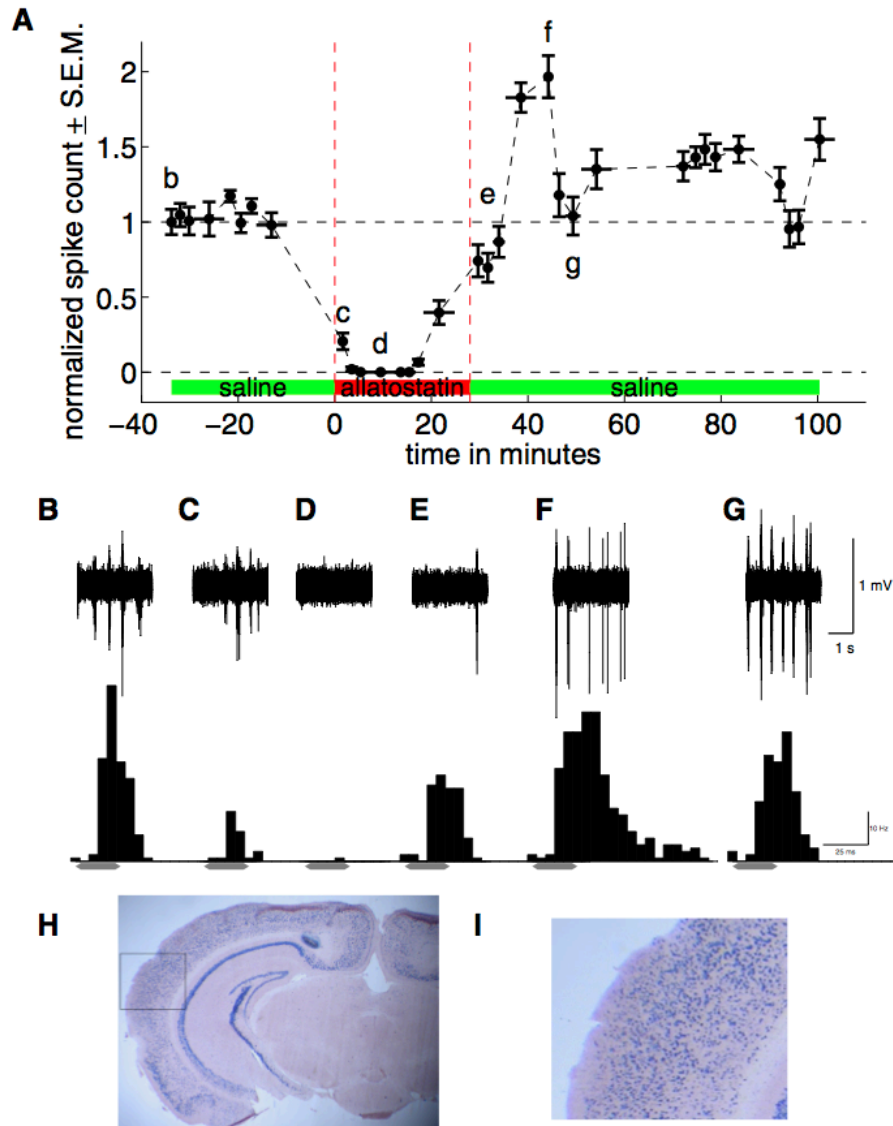 A
normalized spike count ± S.E.M.
2
1.5
1
0.5
0
b
c
d
e
f
g
saline
allatostatin
saline
−40
−20
0
20
40
60
80
100
time in minutes
B
C
D
E
F
G
1 mV
1 s
10 Hz
25 ms
H
I